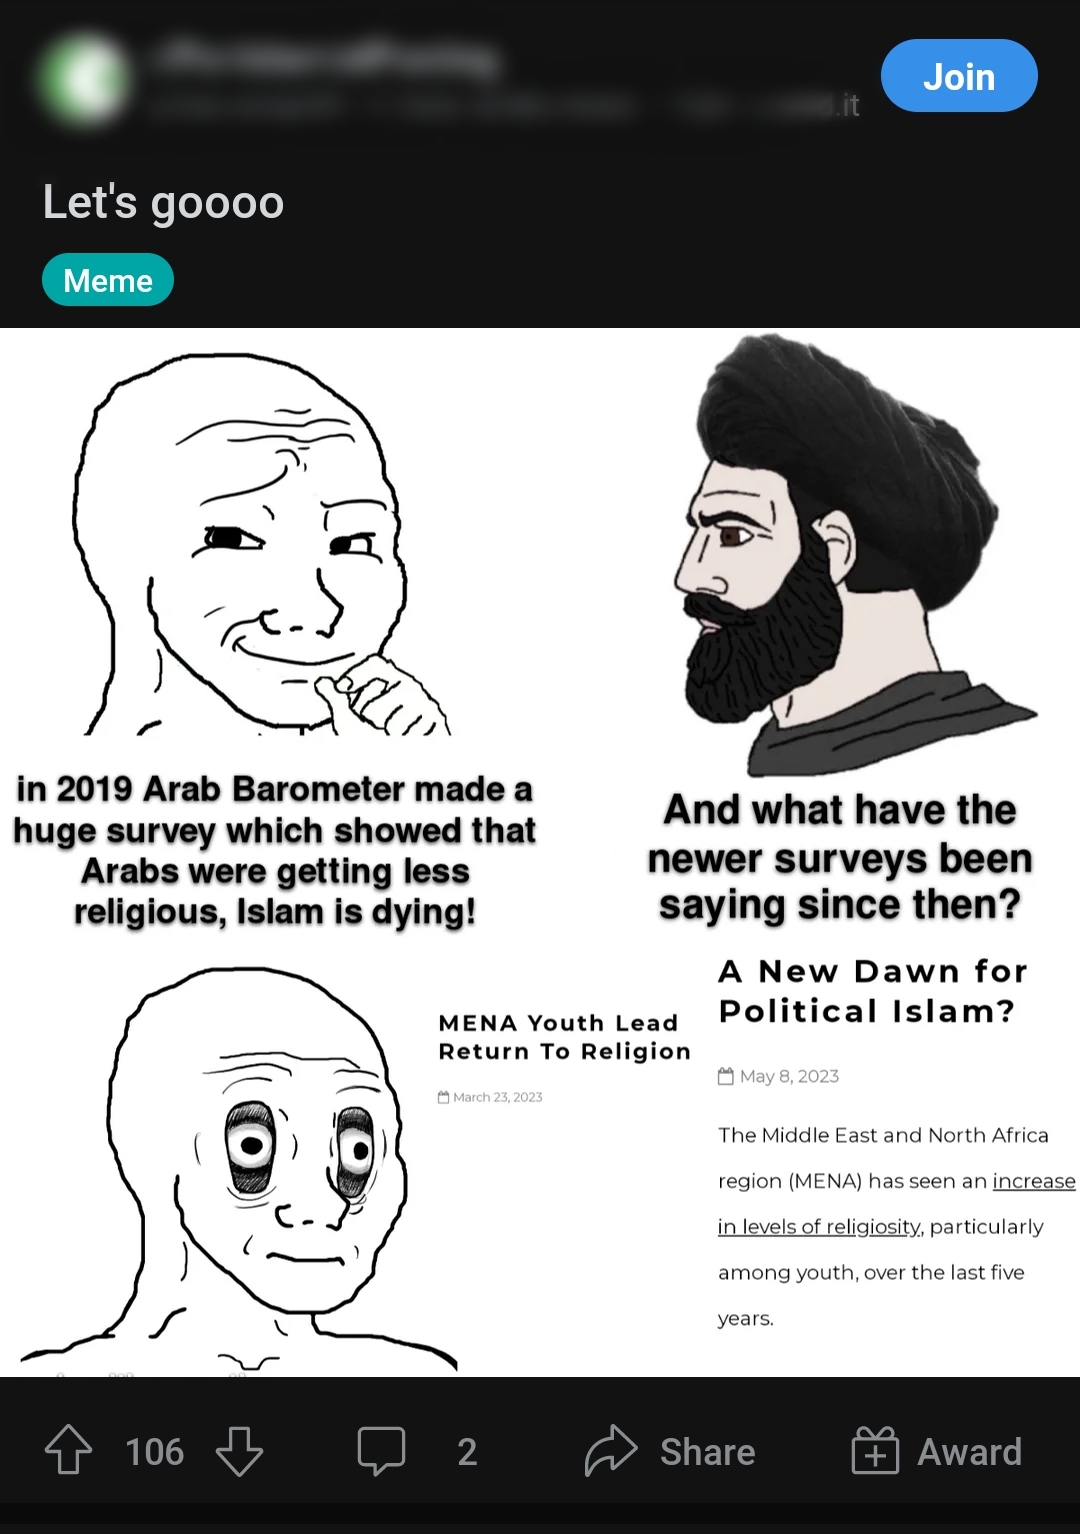 Join
Let's goooo
Meme
in 2019 Arab Barometer made a
huge survey which showed that
Arabs were getting less
religious, Islam is dying!
And what have the
newer surveys been
saying since then?
MENA Youth Lead
Return To Religion
March 23, 2023
A New Dawn for
Political Islam?
May 8, 2023
The Middle East and North Africa
region (MENA) has seen an increase
in levels of religiosity, particularly
among youth, over the last five
years.
106
2
Share
Award